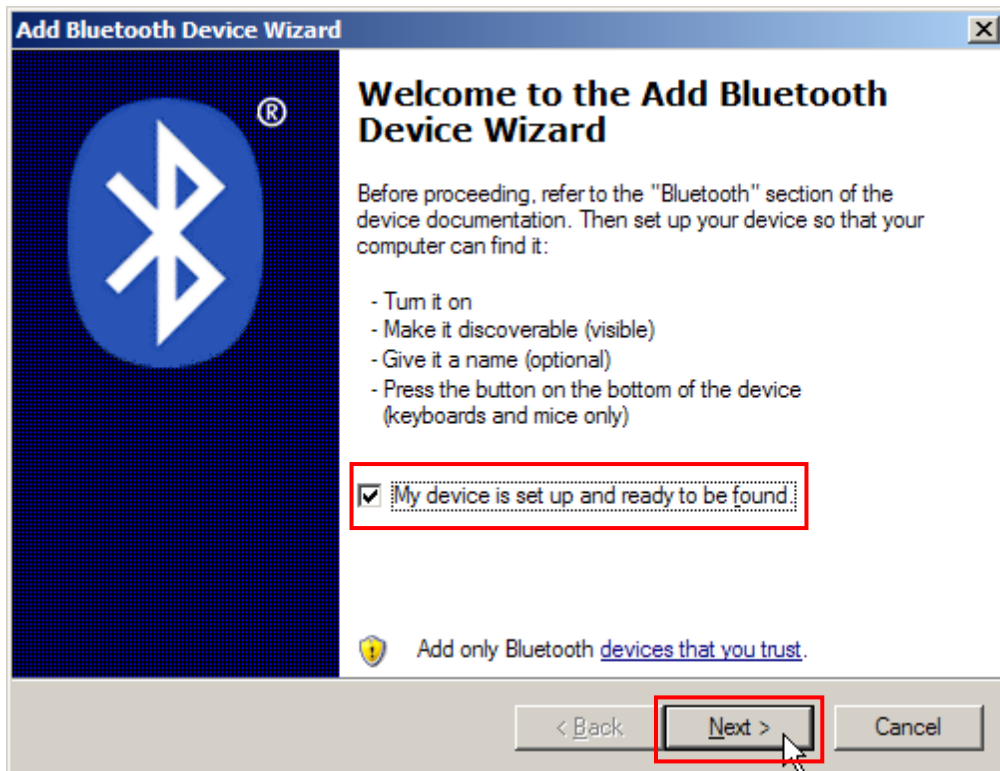 Add Bluetooth Device Wizard
®
Welcome to the Add Bluetooth
Device Wizard
Before proceeding, refer to the "Bluetooth" section of the
device documentation. Then set up your device so that your
computer can find it:
- Turn it on
- Make it discoverable (visible)
- Give it a name (optional)
- Press the button on the bottom of the device
(keyboards and mice only)
My device is set up and ready to be found.
Add only Bluetooth devices that you trust.
< Back
Next >
Cancel